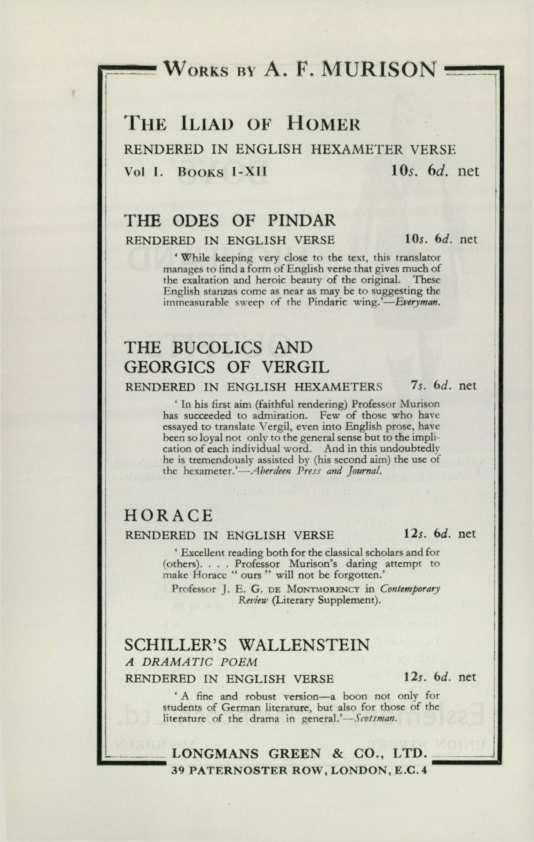 WORKS BY A. F. MURISON
THE ILIAD OF HOMER
RENDERED IN ENGLISH HEXAMETER VERSE
Vol I. BOOKS I-XII 10s. 6d. net
THE ODES OF PINDAR
RENDERED IN ENGLISH VERSE 10s. 6d. net
‘ While keeping very close to the text, this translator
manages to find a form of English verse that gives much of
the exaltation and heroic beauty of the original. These
English stanzas come as near as may be to suggesting the
immeasurable sweep of the Pindaric wing.’—Everyman.
THE BUCOLICS AND
GEORGICS OF VERGIL
RENDERED IN ENGLISH HEXAMETERS 7s. 6d. net
‘ In his first aim (faithful rendering) Professor Murison
has succeeded to admiration. Few of those who have
essayed to translate Vergil, even into English prose, have
been so loyal not only to the general sense but to the impli-
cation of each individual word. And in this undoubtedly
he is tremendously assisted by (his second aim) the use of
the hexameter.’—Aberdeen Press and Journal.
HORACE
RENDERED IN ENGLISH VERSE 12s. 6d. net
‘ Excellent reading both for the classical scholars and for
(others). . . . Professor Murison’s daring attempt to
make Horace “ ours ” will not be forgotten.’
Professor J. E. G. DE MONTMORENCY in Contemporary
Review (Literary Supplement).
SCHILLER’S WALLENSTEIN
A DRAMATIC POEM
RENDERED IN ENGLISH VERSE 12s. 6d. net
‘ A fine and robust version—a boon not only for
students of German literature, but also for those of the
literature of the drama in general.’—Scotsman.
LONGMANS GREEN & CO., LTD.
39 PATERNOSTER ROW, LONDON, E.C.4